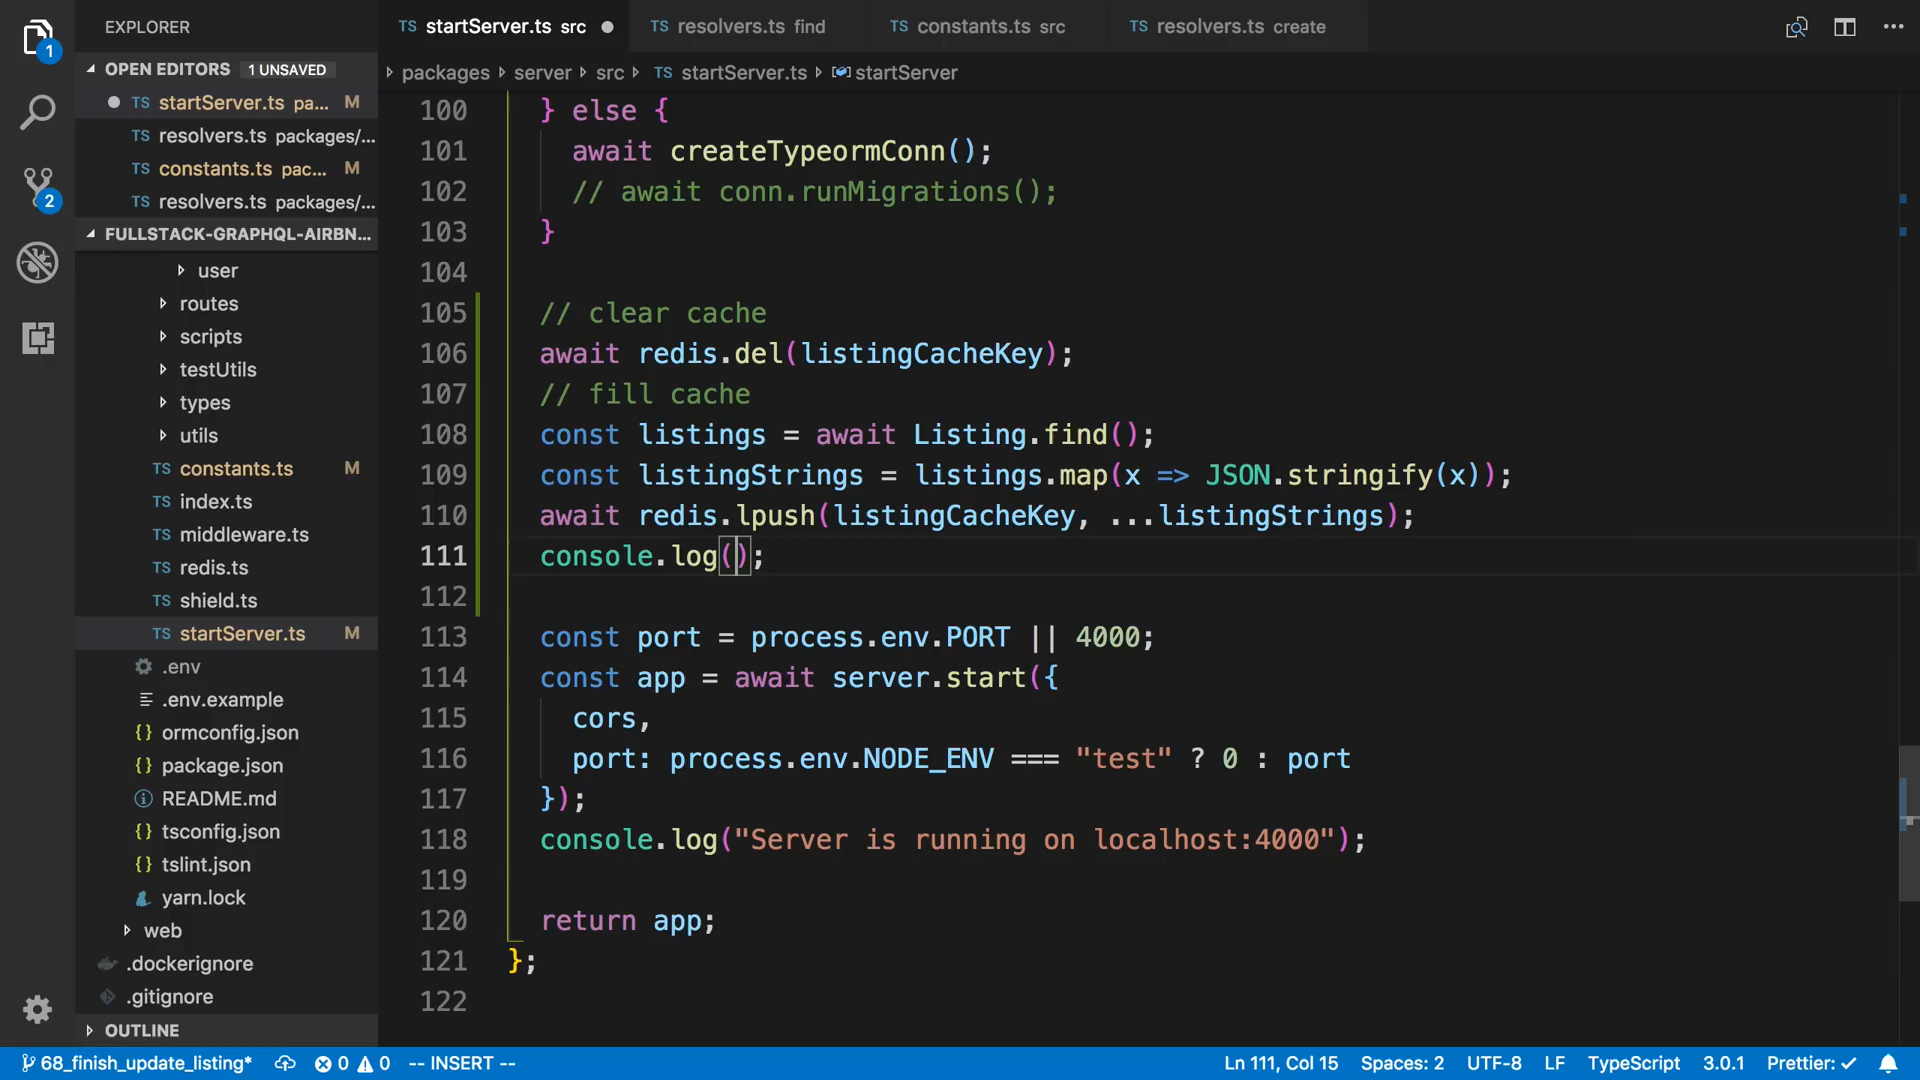 EXPLORER
OPEN EDITORS 1 UNSAVED
startServer.ts pa... M
resolvers.ts packages/...
constants.ts pac... M
resolvers.ts packages/...
FULLSTACK-GRAPHQL-AIRBN...
user
routes
scripts
testUtils
types
utils
TS constants.ts M
TS index.ts
TS middleware.ts
TS redis.ts
TS shield.ts
TS startServer.ts M
.env
.env.example
{} ormconfig.json
{} package.json
README.md
{} tsconfig.json
{} tslint.json
yarn.lock
web
.dockerignore
.gitignore
OUTLINE
1
2
TS startServer.ts src
TS resolvers.ts find
TS constants.ts src
TS resolvers.ts create
packages server src TS startServer.ts startServer
100 } else {
101 await createTypeormConn();
102 // await conn.runMigrations();
103 }
104
105 // clear cache
106 await redis.del(listingCacheKey);
107 // fill cache
108 const listings = await Listing.find();
109 const listingStrings = listings.map(x => JSON.stringify(x));
110 await redis.lpush(listingCacheKey, ...listingStrings);
111 console.log();
112
113 const port = process.env.PORT || 4000;
114 const app = await server.start({
115 cors,
116 port: process.env.NODE_ENV === "test" ? 0 : port
117 });
118 console.log("Server is running on localhost:4000");
119
120 return app;
121 };
122
68_finish_update_listing* 0 0 -- INSERT -- Ln 111, Col 15 Spaces: 2 UTF-8 LF TypeScript 3.0.1 Prettier: ✓